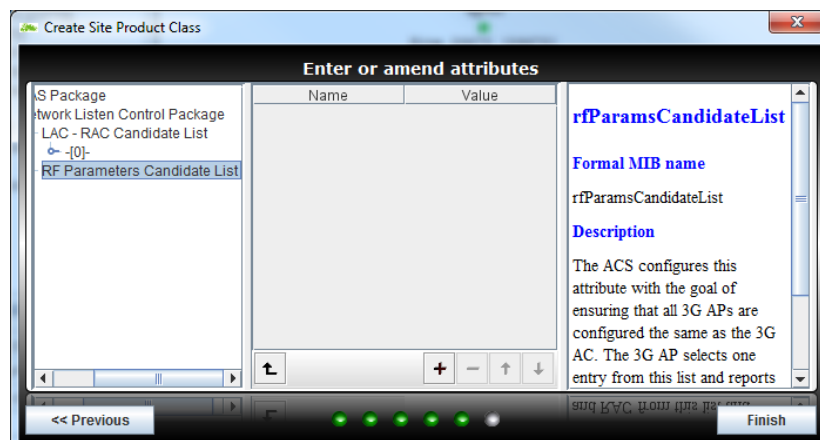 Create Site Product Class
Enter or amend attributes
AS Package
etwork Listen Control Package
LAC - RAC Candidate List
-[0]-
RF Parameters Candidate List
Name Value
rfParamsCandidateList
Formal MIB name
rfParamsCandidateList
Description
The ACS configures this
attribute with the goal of
ensuring that all 3G APs are
configured the same as the 3G
AC. The 3G AP selects one
entry from this list and reports
<< Previous
Finish